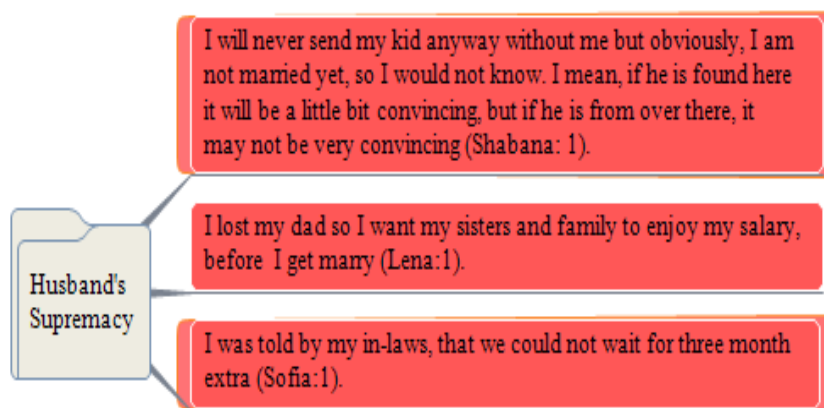 I will never send my kid anyway without me but obviously, I am
not married yet, so I would not know. I mean, if he is found here
it will be a little bit convincing, but if he is from over there, it
may not be very convincing (Shabana: 1).
I lost my dad so I want my sisters and family to enjoy my salary,
before I get marry (Lena:1).
Husband's
Supremacy
I was told by my in-laws, that we could not wait for three month
extra (Sofia:1).